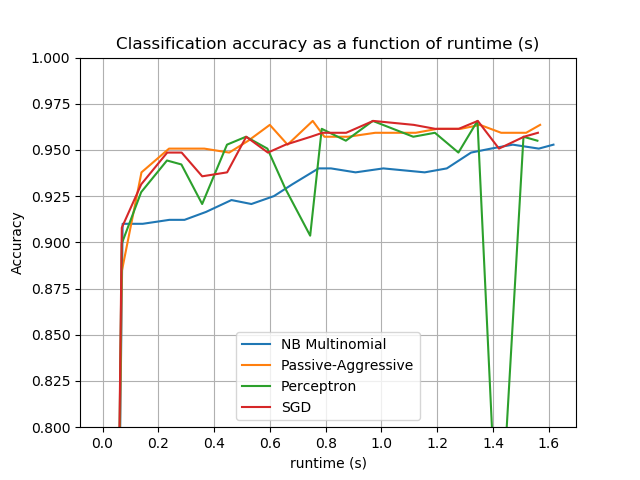 Classification accuracy as a function of runtime (s)
1.000
0.975
0.950
0.925
0.900
0.875
0.850
0.825
0.800
Accuracy
NB Multinomial
Passive-Aggressive
Perceptron
SGD
0.0 0.2 0.4 0.6 0.8 1.0 1.2 1.4 1.6
runtime (s)